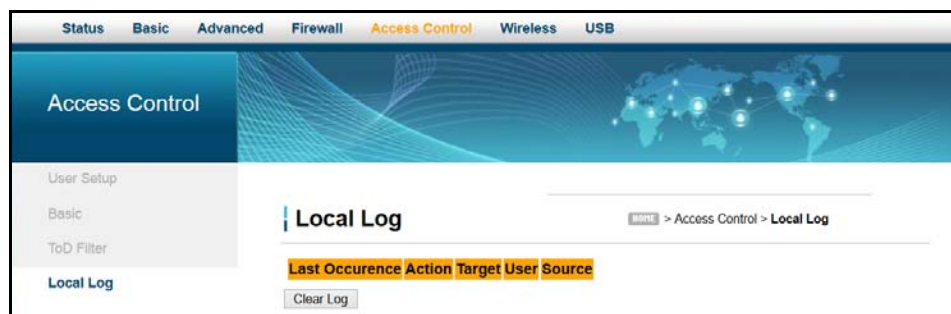 Status Basic Advanced Firewall Access Control Wireless USB
Access Control
User Setup
Basic
ToD Filter
Local Log
Local Log
HOME > Access Control > Local Log
Last Occurence Action Target User Source
Clear Log